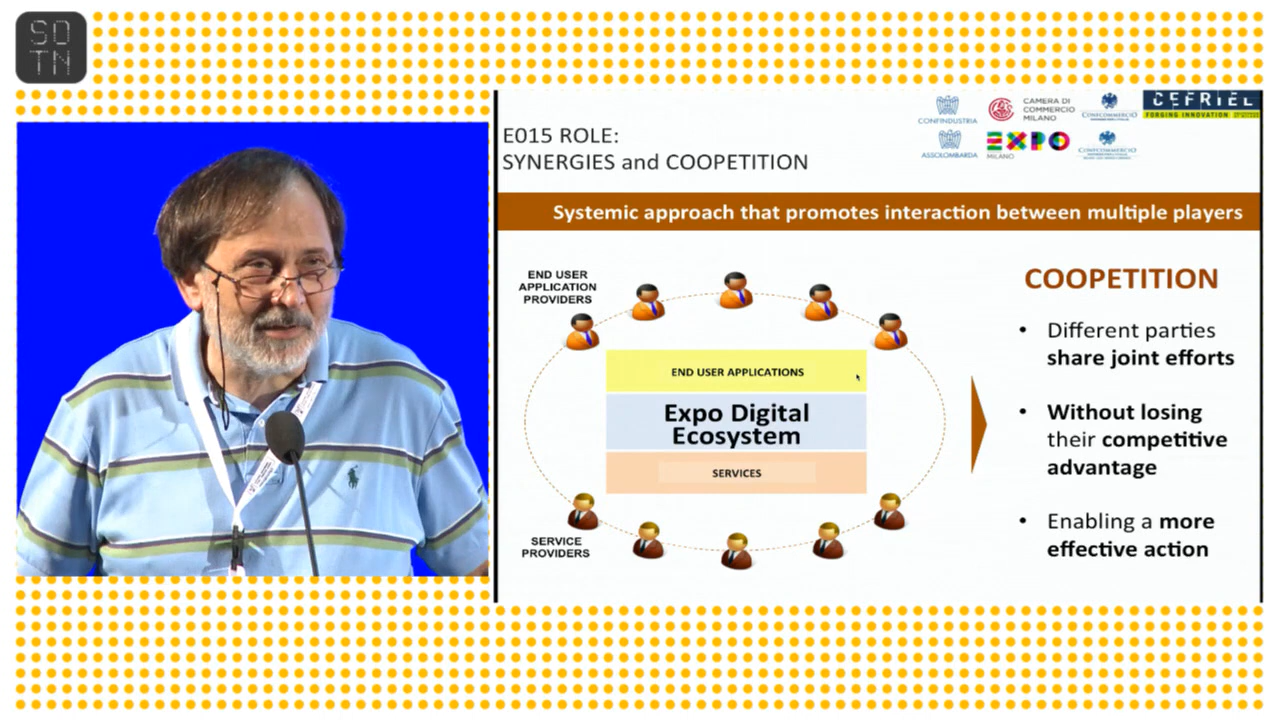 SO
TN
CONFINDUSTRIA
CAMERA DI
COMMERCIO
MILANO
CONFCOMMERCIO
CEFRIEL
FORGING INNOVATION
ASSOLOMBARDA
EXPO
MILANO
CONFCOMMERCIO
E015 ROLE:
SYNERGIES and COOPETITION
Systemic approach that promotes interaction between multiple players
END USER
APPLICATION
PROVIDERS
END USER APPLICATIONS
Expo Digital
Ecosystem
SERVICES
SERVICE
PROVIDERS
COOPETITION
• Different parties
share joint efforts
• Without losing
their competitive
advantage
• Enabling a more
effective action